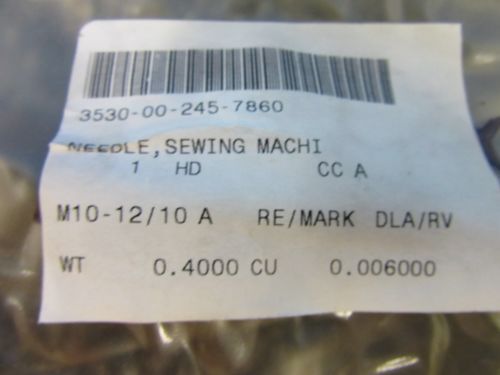 3530-00-245-7860
NEEDLE,SEWING MACHI
1 HD CC A
M10-12/10 A RE/MARK DLA/RV
WT 0.4000 CU 0.006000